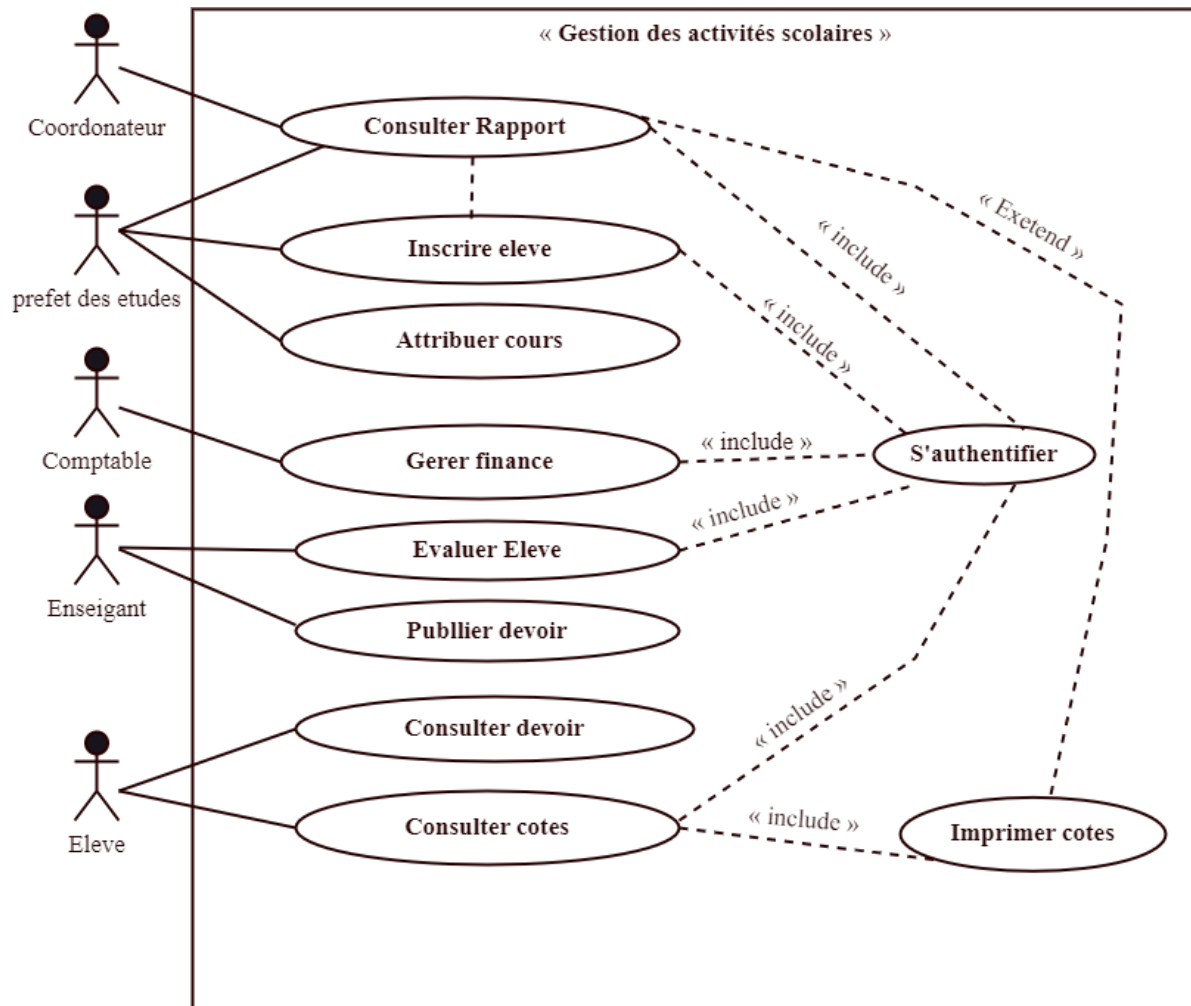 « Gestion des activités scolaires »
Coordonateur
Consulter Rapport
« Exetend »
« include »
Inscrire eleve
prefet des etudes
« include »
Attribuer cours
Comptable
Gerer finance
« include »
S'authentifier
« include »
Evaluer Eleve
Enseigant
Publlier devoir
Consulter devoir
« include »
Eleve
Consulter cotes
« include »
Imprimer cotes